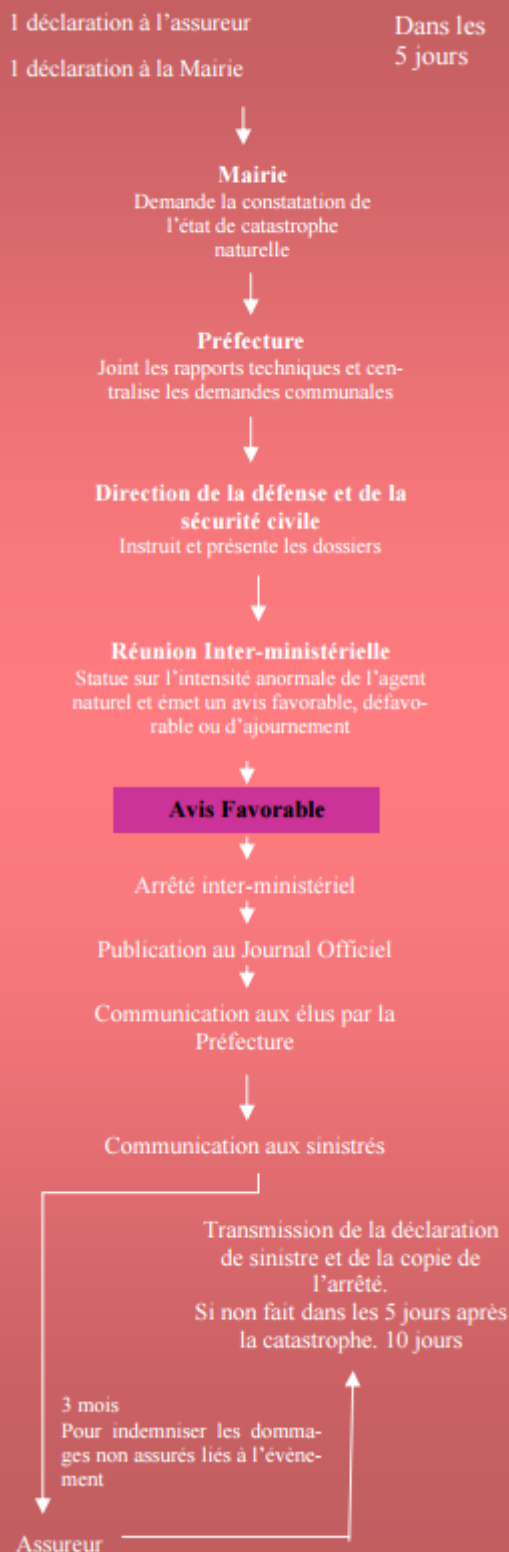 1 déclaration à l'assureur
Dans les
5 jours
1 déclaration à la Mairie
Mairie
Demande la constatation de
l'état de catastrophe
naturelle
Préfecture
Joint les rapports techniques et cen-
tralise les demandes communales
Direction de la défense et de la
sécurité civile
Instruit et présente les dossiers
Réunion Inter-ministérielle
Statue sur l'intensité anormale de l'agent
naturel et émet un avis favorable, défavo-
rable ou d'ajournement
Avis Favorable
Arrêté inter-ministériel
Publication au Journal Officiel
Communication aux élus par la
Préfecture
Communication aux sinistrés
Transmission de la déclaration
de sinistre et de la copie de
l'arrêté.
Si non fait dans les 5 jours après
la catastrophe. 10 jours
3 mois
Pour indemniser les domma-
ges non assurés liés à l'évène-
ment
Assureur